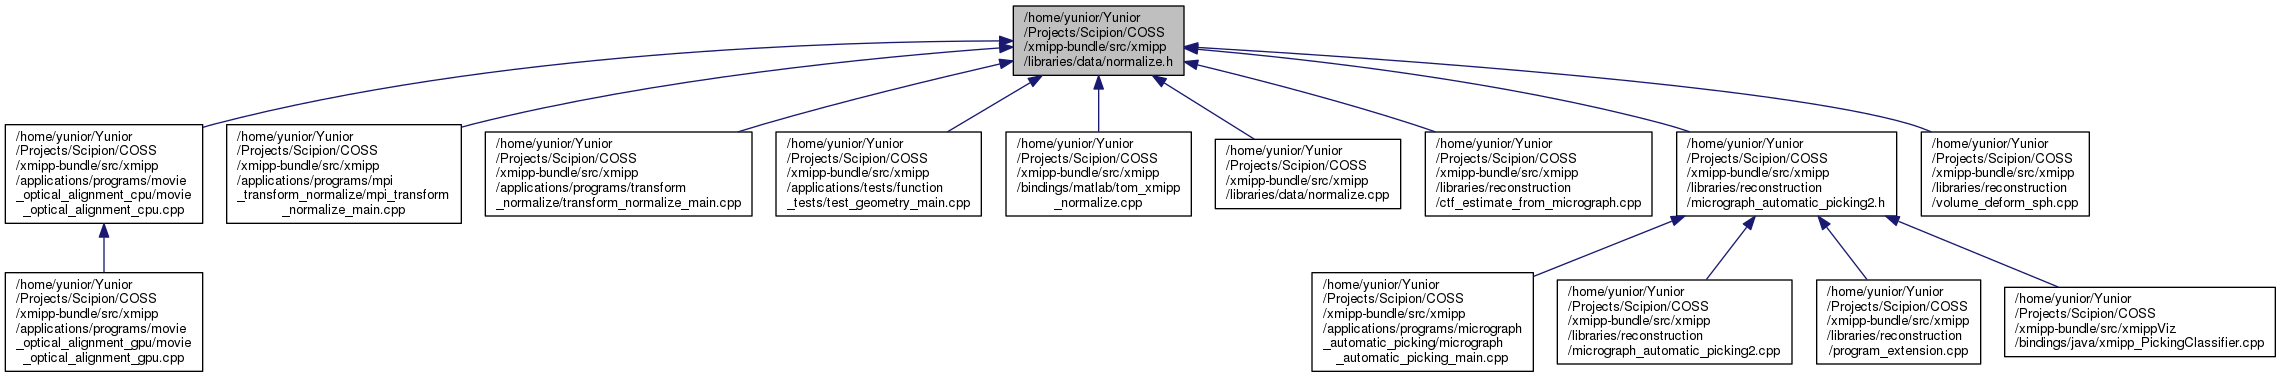 /home/yunior/Yunior
/Projects/Scipion/COSS
/xmipp-bundle/src/xmipp
/libraries/data/normalize.h
/home/yunior/Yunior
/Projects/Scipion/COSS
/xmipp-bundle/src/xmipp
/applications/programs/movie
_optical_alignment_cpu/movie
_optical_alignment_cpu.cpp
/home/yunior/Yunior
/Projects/Scipion/COSS
/xmipp-bundle/src/xmipp
/applications/programs/mpi
_transform_normalize/mpi_transform
_normalize_main.cpp
/home/yunior/Yunior
/Projects/Scipion/COSS
/xmipp-bundle/src/xmipp
/applications/programs/transform
_normalize/transform_normalize_main.cpp
/home/yunior/Yunior
/Projects/Scipion/COSS
/xmipp-bundle/src/xmipp
/applications/tests/function
_tests/test_geometry_main.cpp
/home/yunior/Yunior
/Projects/Scipion/COSS
/xmipp-bundle/src/xmipp
/bindings/matlab/tom_xmipp
_normalize.cpp
/home/yunior/Yunior
/Projects/Scipion/COSS
/xmipp-bundle/src/xmipp
/libraries/data/normalize.cpp
/home/yunior/Yunior
/Projects/Scipion/COSS
/xmipp-bundle/src/xmipp
/libraries/reconstruction
/ctf_estimate_from_micrograph.cpp
/home/yunior/Yunior
/Projects/Scipion/COSS
/xmipp-bundle/src/xmipp
/libraries/reconstruction
/micrograph_automatic_picking2.h
/home/yunior/Yunior
/Projects/Scipion/COSS
/xmipp-bundle/src/xmipp
/libraries/reconstruction
/volume_deform_sph.cpp
/home/yunior/Yunior
/Projects/Scipion/COSS
/xmipp-bundle/src/xmipp
/applications/programs/movie
_optical_alignment_gpu/movie
_optical_alignment_gpu.cpp
/home/yunior/Yunior
/Projects/Scipion/COSS
/xmipp-bundle/src/xmipp
/applications/programs/micrograph
_automatic_picking/micrograph
_automatic_picking_main.cpp
/home/yunior/Yunior
/Projects/Scipion/COSS
/xmipp-bundle/src/xmipp
/libraries/reconstruction
/micrograph_automatic_picking2.cpp
/home/yunior/Yunior
/Projects/Scipion/COSS
/xmipp-bundle/src/xmipp
/libraries/reconstruction
/program_extension.cpp
/home/yunior/Yunior
/Projects/Scipion/COSS
/xmipp-bundle/src/xmippViz
/bindings/java/xmipp_PickingClassifier.cpp